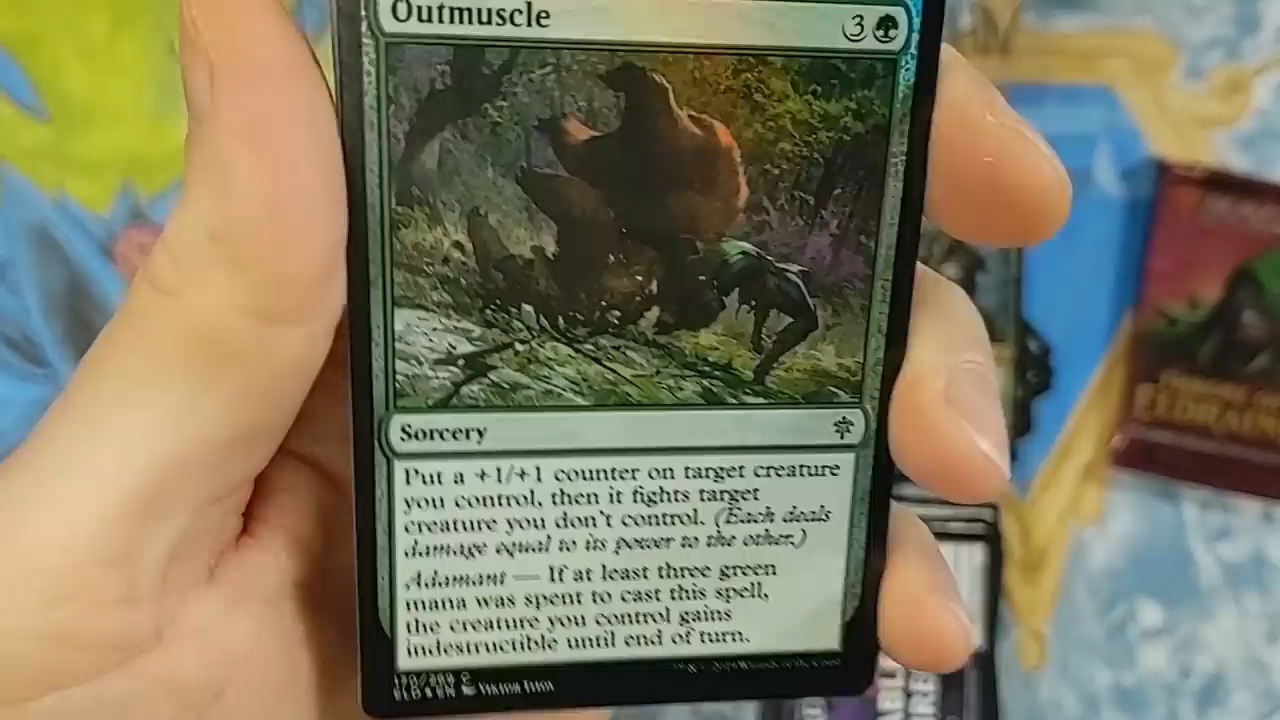 Outmuscle 3
Sorcery
Put a +1/+1 counter on target creature
you control, then it fights target
creature you don't control. (Each deals
damage equal to its power to the other.)
Adamant — If at least three green
mana was spent to cast this spell,
the creature you control gains
indestructible until end of turn.
ELDRAINE